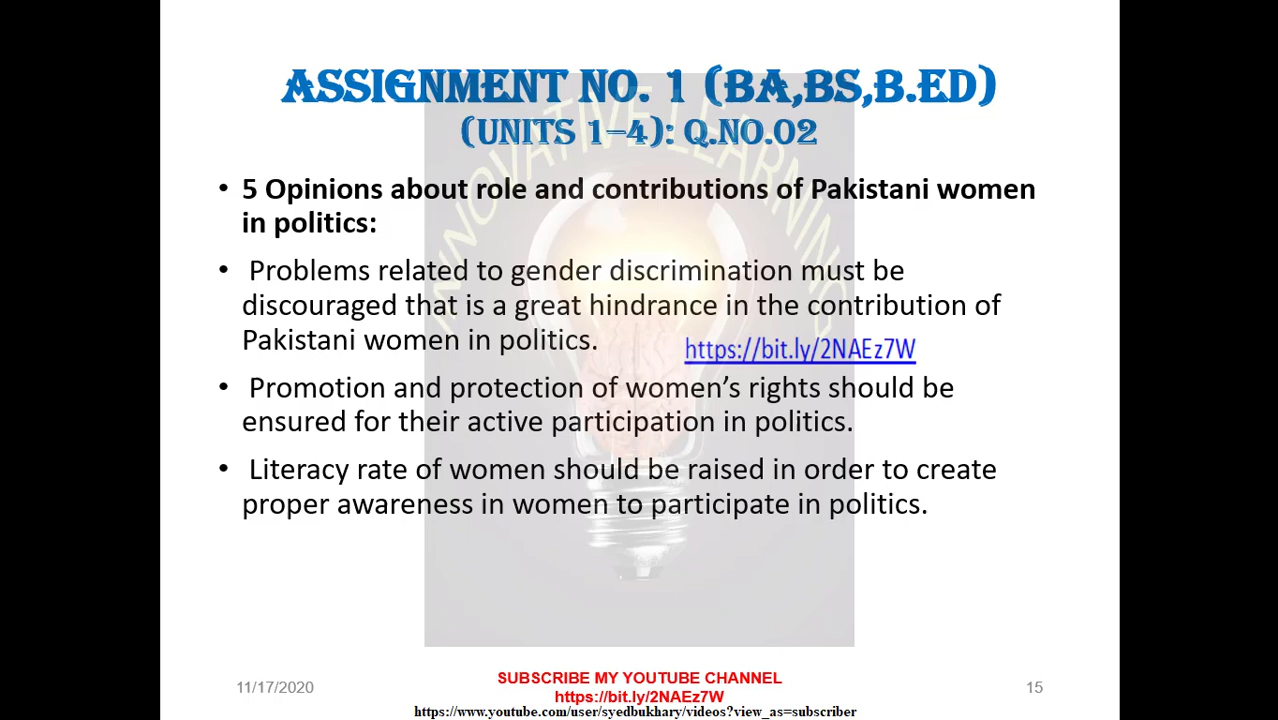 ASSIGNMENT NO. 1 (BA,BS,B.ED)
(UNITS 1–4): Q.NO.02
INNOVATIVE LEARNING
• 5 Opinions about role and contributions of Pakistani women
in politics:
• Problems related to gender discrimination must be
discouraged that is a great hindrance in the contribution of
Pakistani women in politics.
https://bit.ly/2NAEz7W
• Promotion and protection of women’s rights should be
ensured for their active participation in politics.
• Literacy rate of women should be raised in order to create
proper awareness in women to participate in politics.
11/17/2020
SUBSCRIBE MY YOUTUBE CHANNEL
https://bit.ly/2NAEz7W
https://www.youtube.com/user/syedbukhary/videos?view_as=subscriber
15